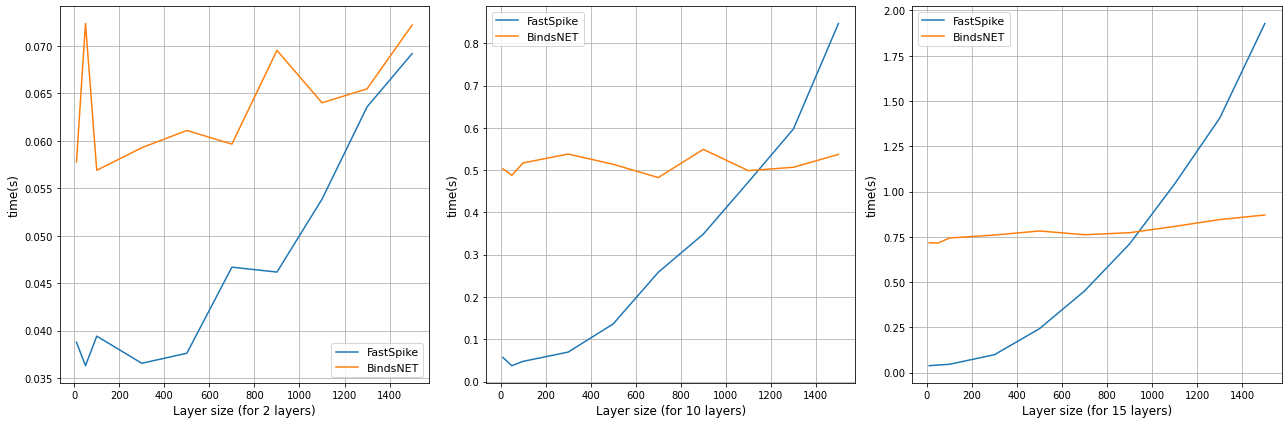 0.070
0.065
0.060
0.055
0.050
0.045
0.040
0.035
time(s)
0 200 400 600 800 1000 1200 1400
Layer size (for 2 layers)
FastSpike
BindsNET
0.8
0.7
0.6
0.5
0.4
0.3
0.2
0.1
0.0
time(s)
0 200 400 600 800 1000 1200 1400
Layer size (for 10 layers)
FastSpike
BindsNET
2.00
1.75
1.50
1.25
1.00
0.75
0.50
0.25
0.00
time(s)
0 200 400 600 800 1000 1200 1400
Layer size (for 15 layers)
FastSpike
BindsNET